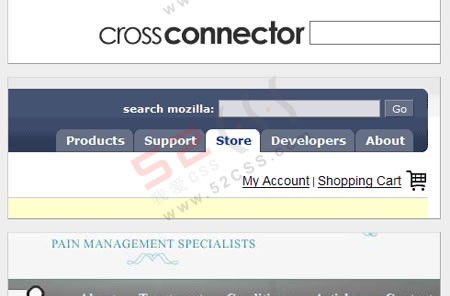 crossconnector
search mozilla: Go
Products Support Store Developers About
My Account | Shopping Cart
52CSS
我爱CSS
www.52css.com
PAIN MANAGEMENT SPECIALISTS